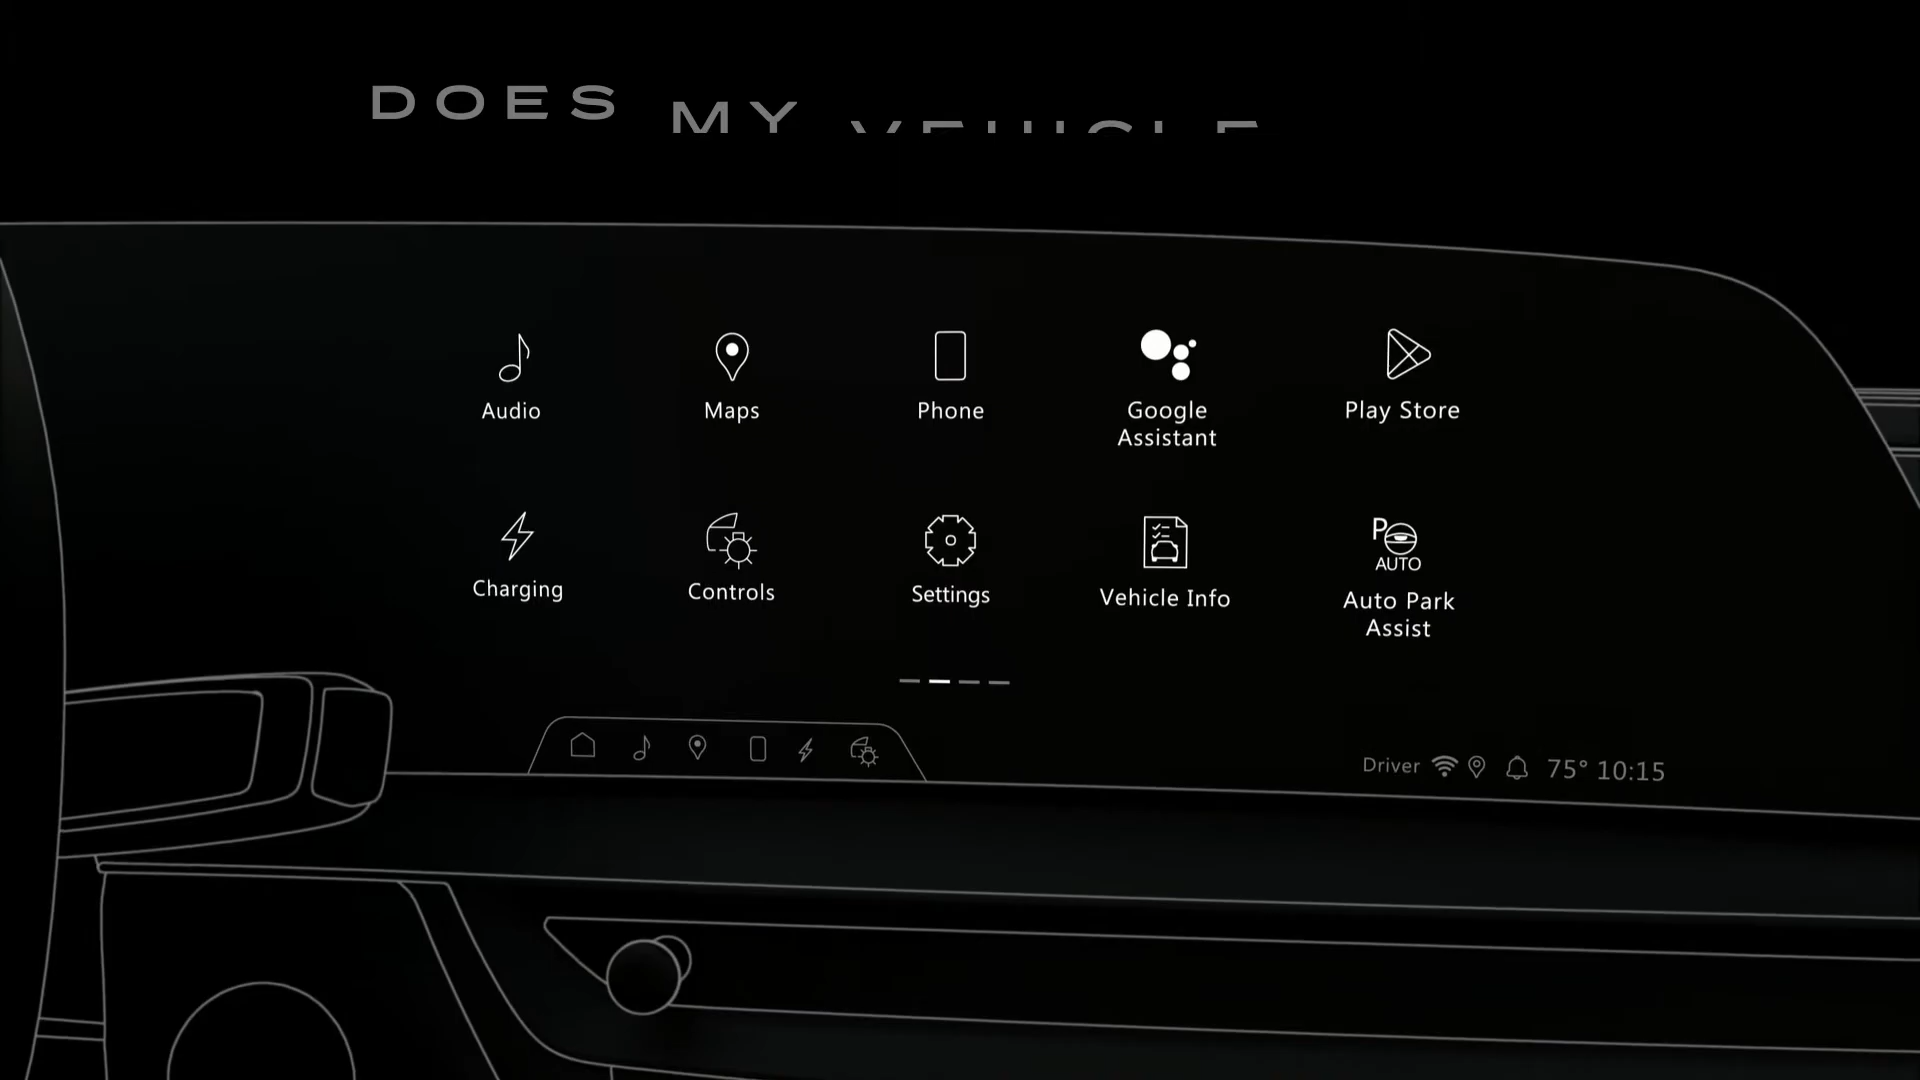 DOES MY VEHICLE
Audio
Maps
Phone
Google
Assistant
Play Store
Charging
Controls
Settings
Vehicle Info
P
AUTO
Auto Park
Assist
Driver 75° 10:15